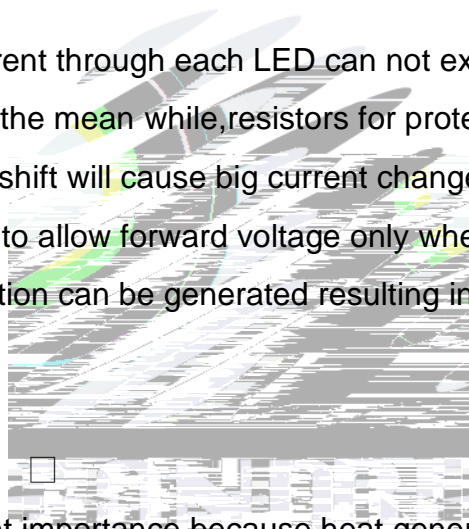 rent through each LED can not ex
the mean while,resistors for prote
shift will cause big current change
to allow forward voltage only whe
tion can be generated resulting in
t importance because heat gener